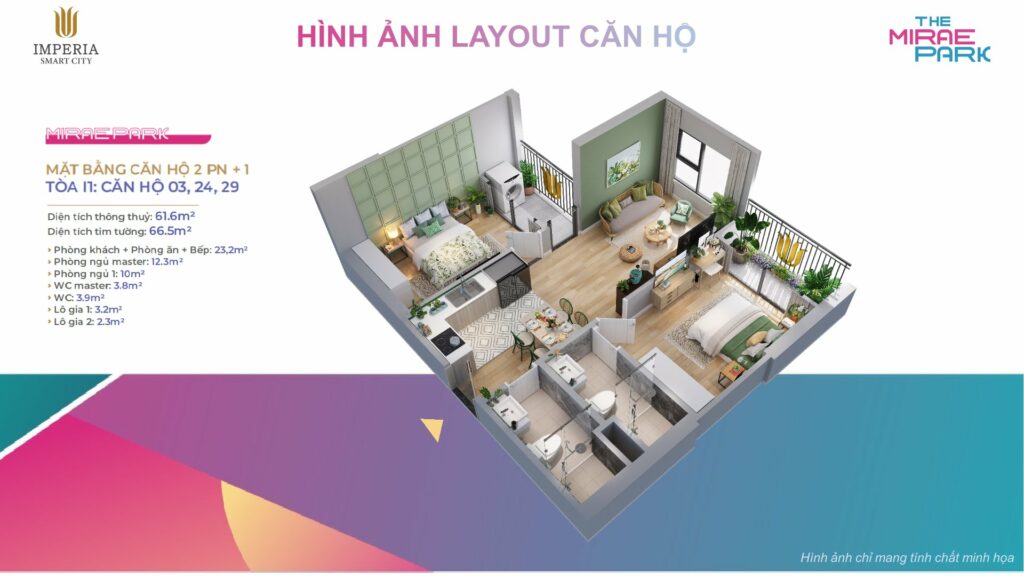 IMPERIA
SMART CITY
HÌNH ẢNH LAYOUT CĂN HỘ
THE
MIRAE
PARK
MIRAE PARK
MẶT BẰNG CĂN HỘ 2 PN + 1
TÒA I1: CĂN HỘ 03, 24, 29
Diện tích thông thuỷ: 61.6m²
Diện tích tim tường: 66.5m²
Phòng khách + Phòng ăn + Bếp: 23,2m²
Phòng ngủ master: 12.3m²
Phòng ngủ 1: 10m²
WC master: 3.8m²
WC: 3.9m²
Lô gia 1: 3.2m²
Lô gia 2: 2.3m²
Hình ảnh chỉ mang tính chất minh họa